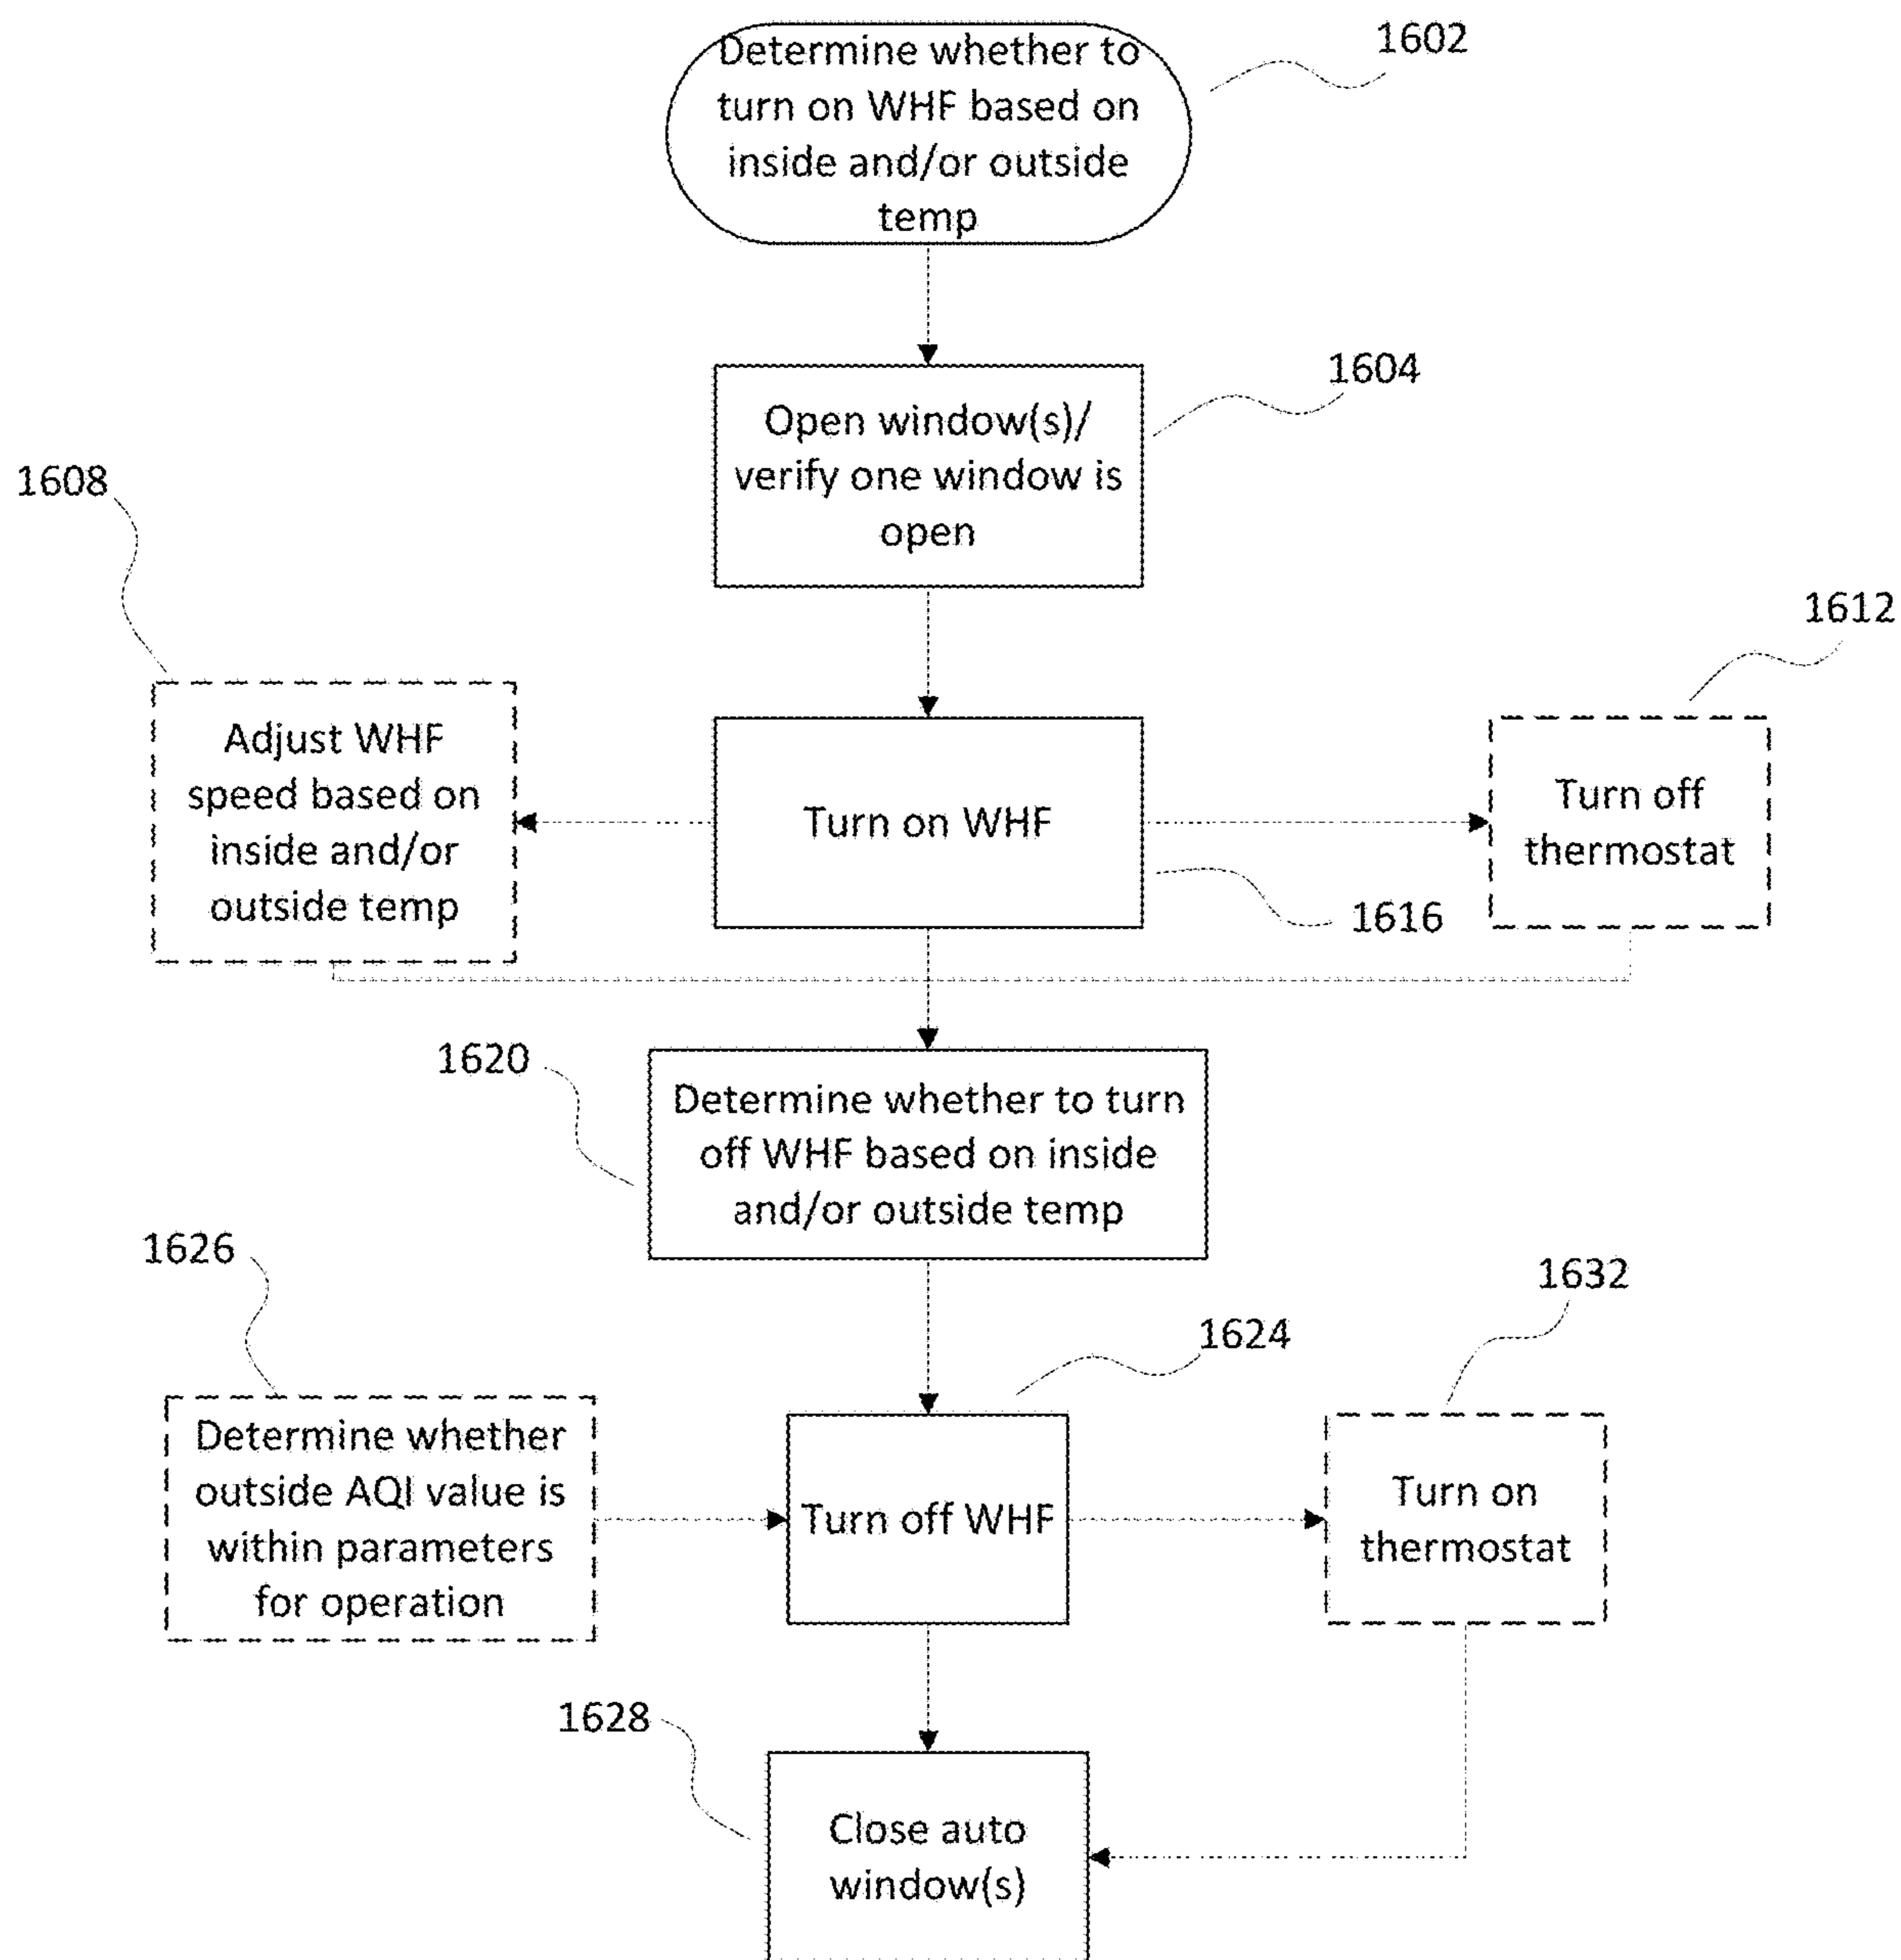 Determine whether to
turn on WHF based on
inside and/or outside
temp
1602
Open window(s)/
verify one window is
open
1604
1608
Adjust WHF
speed based on
inside and/or
outside temp
Turn on WHF
1616
1612
Turn off
thermostat
1620
Determine whether to turn
off WHF based on inside
and/or outside temp
1626
Determine whether
outside AQI value is
within parameters
for operation
1624
Turn off WHF
1632
Turn on
thermostat
1628
Close auto
window(s)